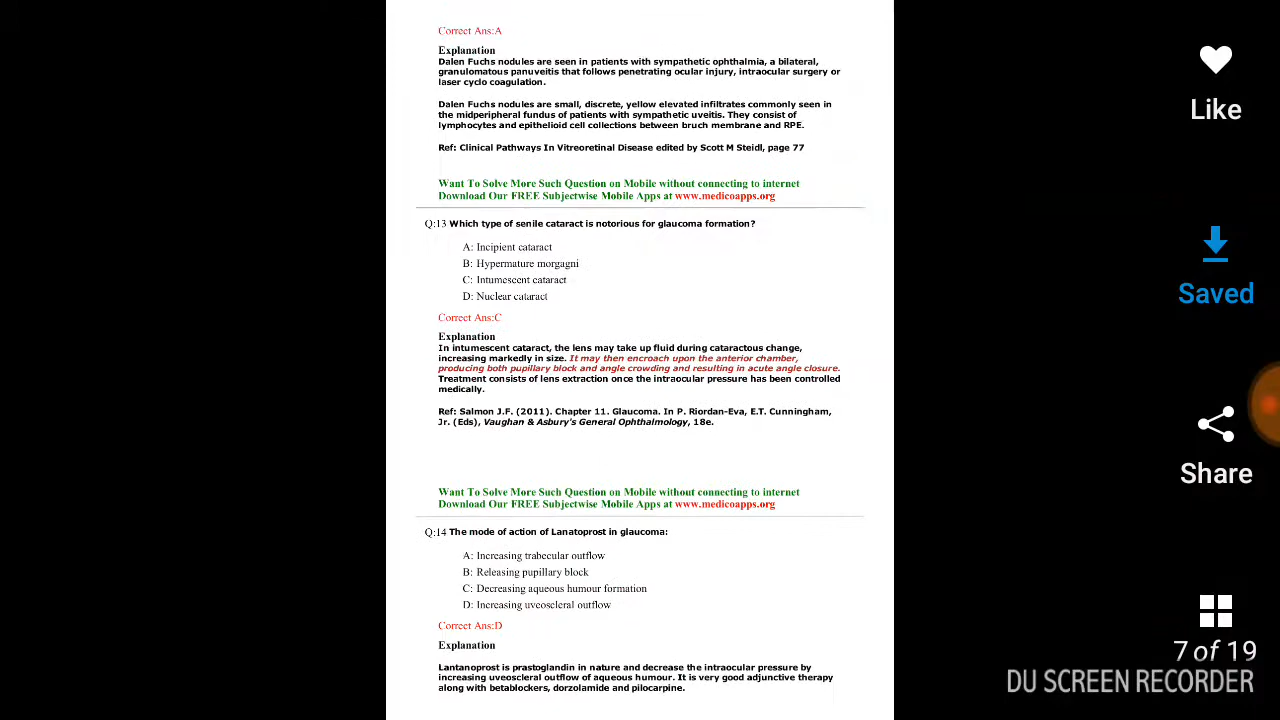 Correct Ans:A
Explanation
Dalen Fuchs nodules are seen in patients with sympathetic ophthalmia, a bilateral,
granulomatous panuveitis that follows penetrating ocular injury, intraocular surgery or
laser cyclo coagulation.
Dalen Fuchs nodules are small, discrete, yellow elevated infiltrates commonly seen in
the midperipheral fundus of patients with sympathetic uveitis. They consist of
lymphocytes and epithelioid cell collections between bruch membrane and RPE.
Ref: Clinical Pathways In Vitreoretinal Disease edited by Scott M Steidl, page 77
Want To Solve More Such Question on Mobile without connecting to internet
Download Our FREE Subjectwise Mobile Apps at www.medicoapps.org
Q:13 Which type of senile cataract is notorious for glaucoma formation?
A: Incipient cataract
B: Hypermature morgagni
C: Intumescent cataract
D: Nuclear cataract
Correct Ans:C
Explanation
In intumescent cataract, the lens may take up fluid during cataractous change,
increasing markedly in size. It may then encroach upon the anterior chamber,
producing both pupillary block and angle crowding and resulting in acute angle closure.
Treatment consists of lens extraction once the intraocular pressure has been controlled
medically.
Ref: Salmon J.F. (2011). Chapter 11. Glaucoma. In P. Riordan-Eva, E.T. Cunningham,
Jr. (Eds), Vaughan & Asbury's General Ophthalmology, 18e.
Want To Solve More Such Question on Mobile without connecting to internet
Download Our FREE Subjectwise Mobile Apps at www.medicoapps.org
Q:14 The mode of action of Lanatoprost in glaucoma:
A: Increasing trabecular outflow
B: Releasing pupillary block
C: Decreasing aqueous humour formation
D: Increasing uveoscleral outflow
Correct Ans:D
Explanation
Lantanoprost is prastoglandin in nature and decrease the intraocular pressure by
increasing uveoscleral outflow of aqueous humour. It is very good adjunctive therapy
along with betablockers, dorzolamide and pilocarpine.
Like
Saved
Share
7 of 19
DU SCREEN RECORDER